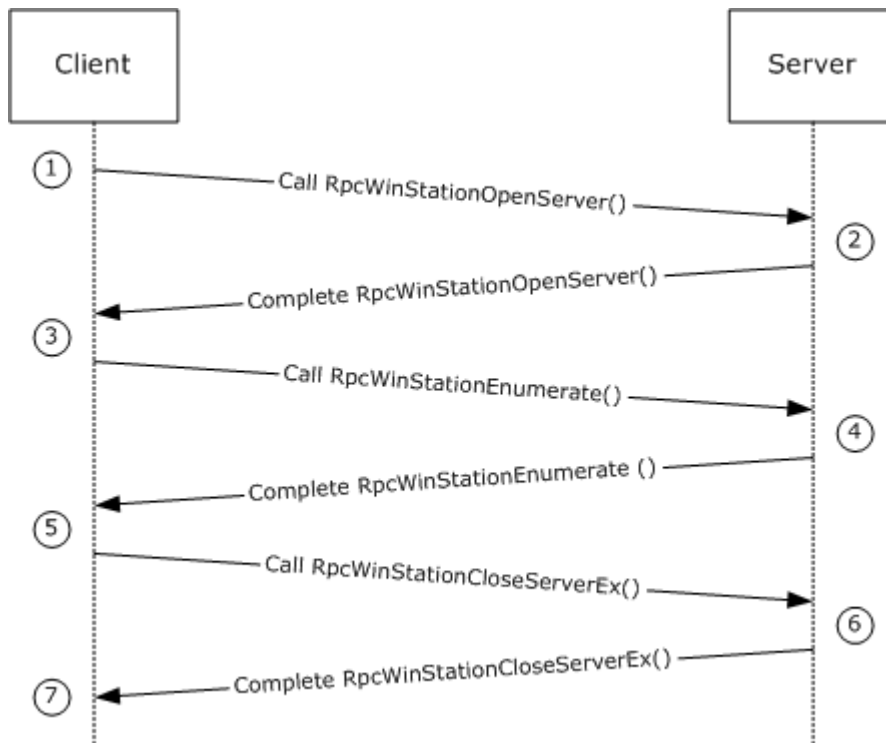 Client
Server
1
Call RpcWinStationOpenServer()
2
Complete RpcWinStationOpenServer()
3
Call RpcWinStationEnumerate()
4
Complete RpcWinStationEnumerate ()
5
Call RpcWinStationCloseServerEx()
6
Complete RpcWinStationCloseServerEx()
7